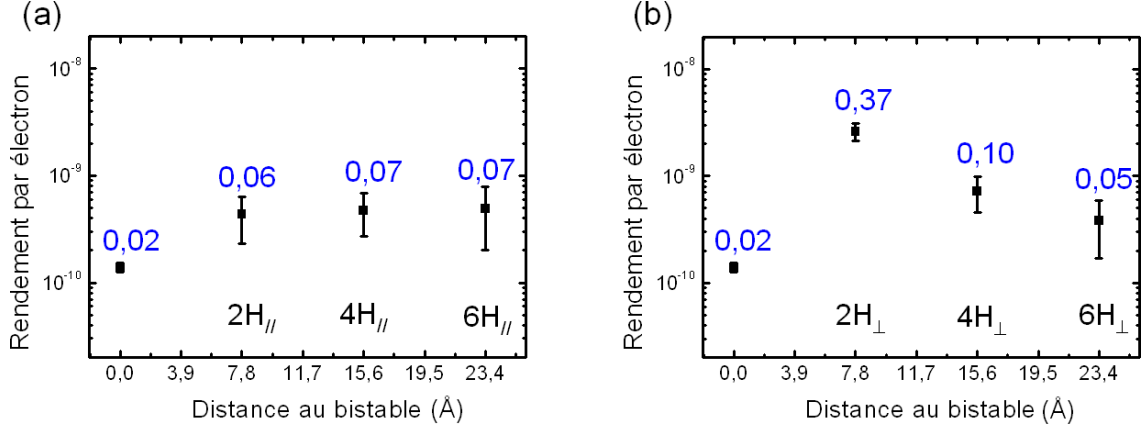 (a)
Rendement par électron
10⁻⁸
10⁻⁹
10⁻¹⁰
0,02
0,06
0,07
0,07
2H//
4H//
6H//
0,0 3,9 7,8 11,7 15,6 19,5 23,4
Distance au bistable (Å)
(b)
Rendement par électron
10⁻⁸
10⁻⁹
10⁻¹⁰
0,02
0,37
0,10
0,05
2H⊥
4H⊥
6H⊥
0,0 3,9 7,8 11,7 15,6 19,5 23,4
Distance au bistable (Å)